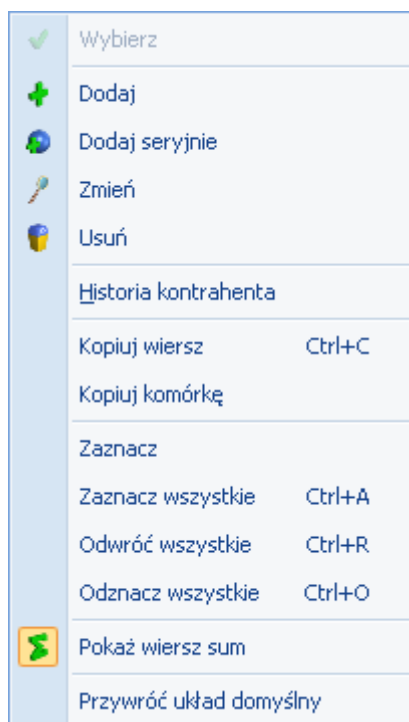 Wybierz
Dodaj
Dodaj seryjnie
Zmień
Usuń
Historia kontrahenta
Kopiuj wiersz Ctrl+C
Kopiuj komórkę
Zaznacz
Zaznacz wszystkie Ctrl+A
Odwróć wszystkie Ctrl+R
Odznacz wszystkie Ctrl+O
Pokaż wiersz sum
Przywróć układ domyślny